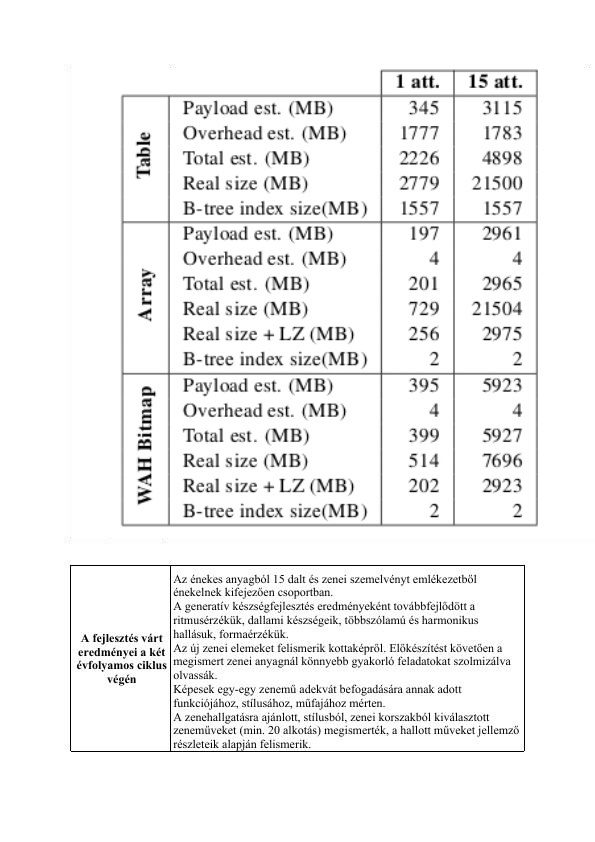 1 att. 15 att.
Table
Payload est. (MB) 345 3115
Overhead est. (MB) 1777 1783
Total est. (MB) 2226 4898
Real size (MB) 2779 21500
B-tree index size(MB) 1557 1557
Array
Payload est. (MB) 197 2961
Overhead est. (MB) 4 4
Total est. (MB) 201 2965
Real size (MB) 729 21504
Real size + LZ (MB) 256 2975
B-tree index size(MB) 2 2
WAH Bitmap
Payload est. (MB) 395 5923
Overhead est. (MB) 4 4
Total est. (MB) 399 5927
Real size (MB) 514 7696
Real size + LZ (MB) 202 2923
B-tree index size(MB) 2 2
A fejlesztés várt
eredményei a két
évfolyamos ciklus
végén
Az énekes anyagból 15 dalt és zenei szemelvényt emlékezetből
énekelnek kifejezően csoportban.
A generatív készségfejlesztés eredményeként továbbfejlődött a
ritmusérzékük, dallami készségeik, többszólamú és harmonikus
hallásuk, formaérzékük.
Az új zenei elemeket felismerik kottaképről. Előkészítést követően a
megismert zenei anyagnál könnyebb gyakorló feladatokat szolmizálva
olvassák.
Képesek egy-egy zenemű adekvát befogadására annak adott
funkciójához, stílusához, műfajához mérten.
A zenehallgatásra ajánlott, stílusból, zenei korszakból kiválasztott
zeneműveket (min. 20 alkotás) megismerték, a hallott műveket jellemző
részleteik alapján felismerik.